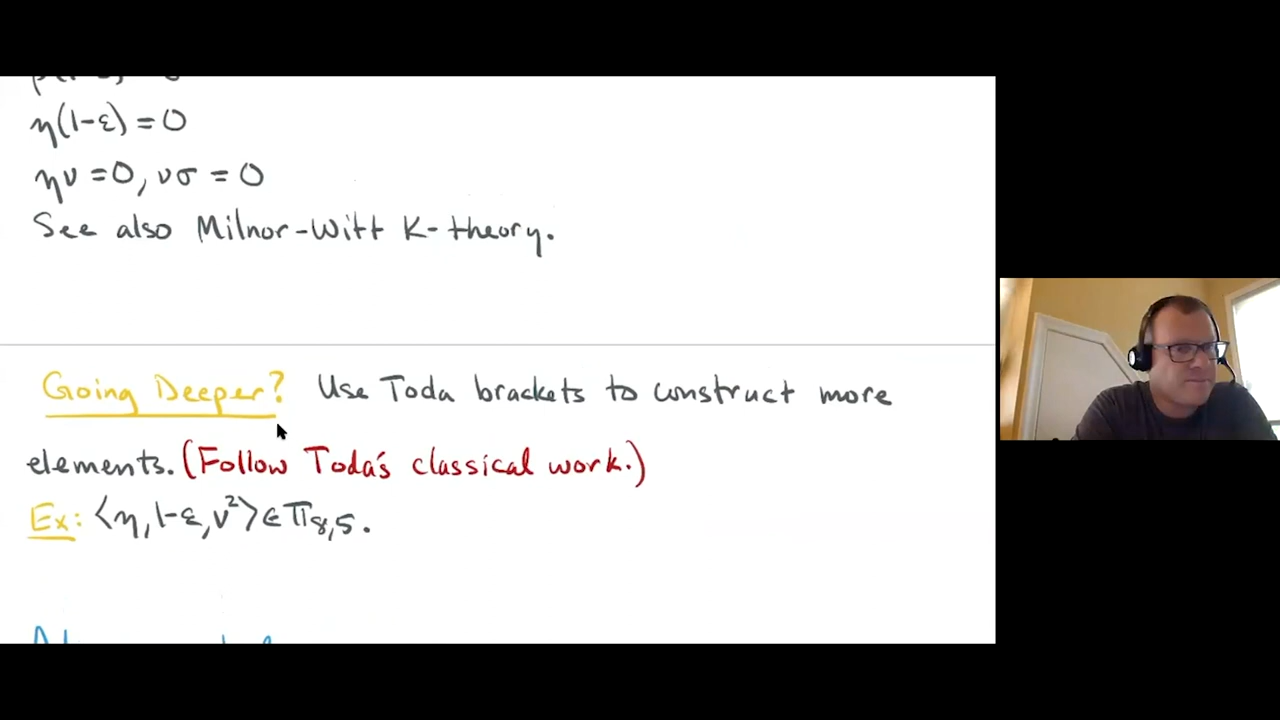 η(1-ε) = 0
ην = 0, νσ = 0
See also Milnor-Witt K-theory.
Going Deeper? Use Toda brackets to construct more
elements. (Follow Toda's classical work.)
Ex: ⟨η, 1-ε, ν²⟩ ∈ π₈,₅.